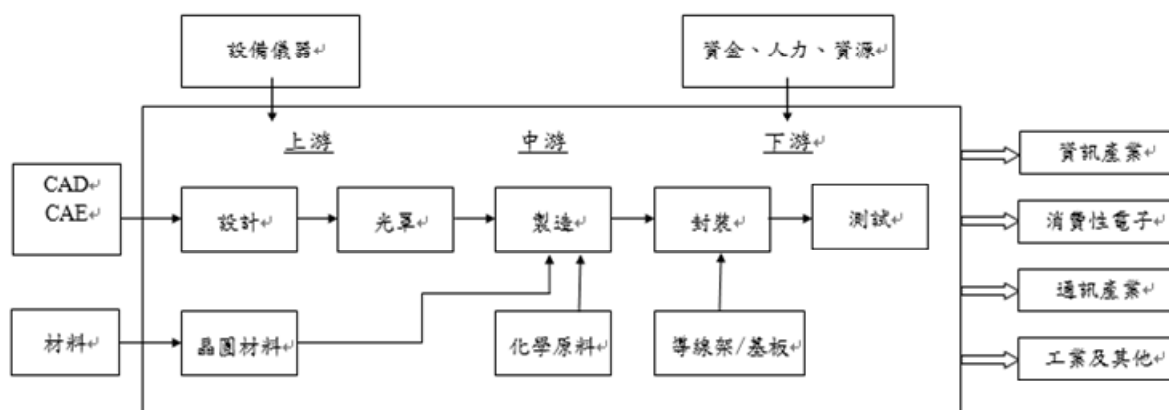 設備儀器
資金、人力、資源
上游
中游
下游
資訊產業
CAD
CAE
設計
光罩
製造
封裝
測試
消費性電子
通訊產業
材料
晶圓材料
化學原料
導線架/基板
工業及其他